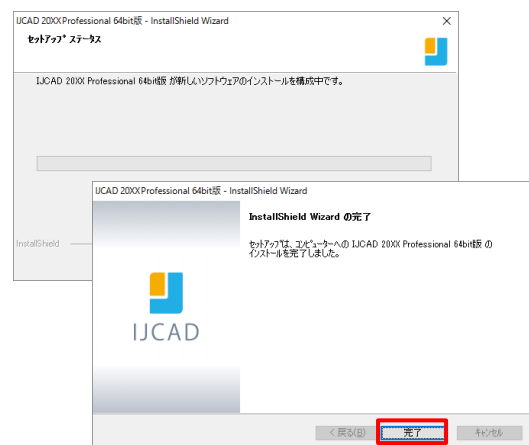 IJCAD 20XX Professional 64bit版 - InstallShield Wizard
セットアップ ステータス
IJCAD 20XX Professional 64bit版 が新しいソフトウェアのインストールを構成中です。
InstallShield
IJCAD 20XX Professional 64bit版 - InstallShield Wizard
InstallShield Wizard の完了
セットアップは、コンピューターへの IJCAD 20XX Professional 64bit版 の
インストールを完了しました。
IJCAD
< 戻る(B)
完了
キャンセル